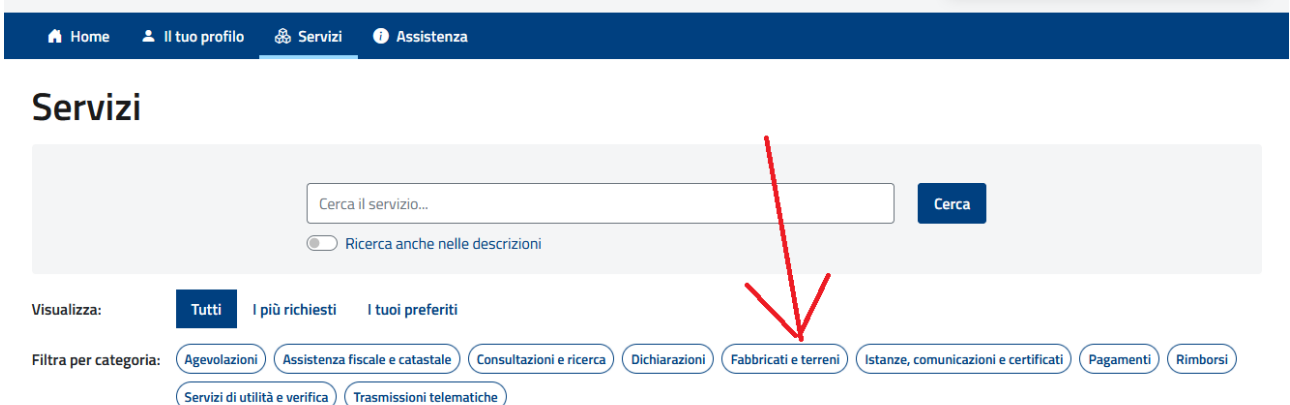 Home Il tuo profilo Servizi Assistenza
Servizi
Cerca il servizio...
Cerca
Ricerca anche nelle descrizioni
Visualizza: Tutti I più richiesti I tuoi preferiti
Filtra per categoria: Agevolazioni Assistenza fiscale e catastale Consultazioni e ricerca Dichiarazioni Fabbricati e terreni Istanze, comunicazioni e certificati Pagamenti Rimborsi
Servizi di utilità e verifica Trasmissioni telematiche